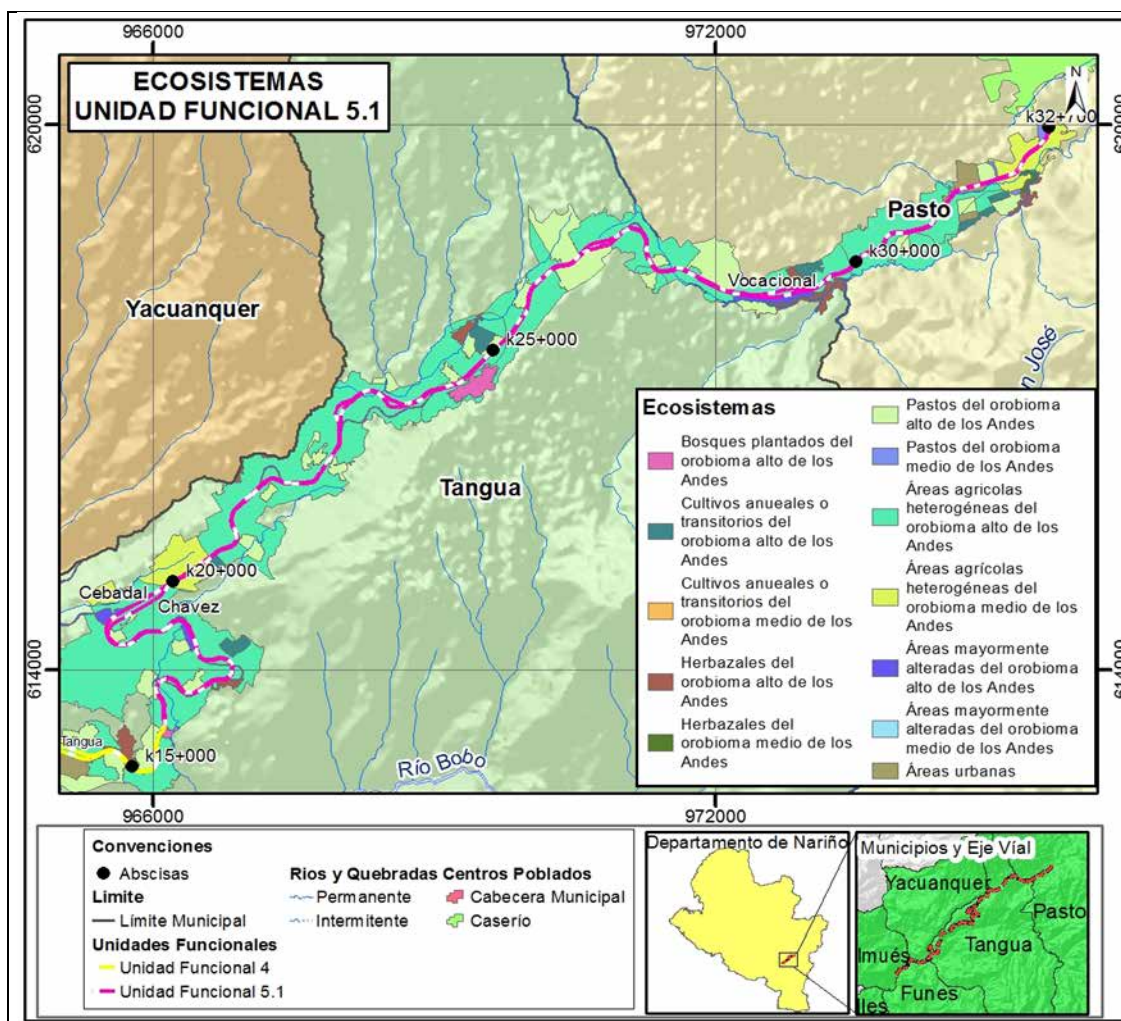 966000
972000
ECOSISTEMAS
UNIDAD FUNCIONAL 5.1
N
620000
620000
k32+700
Pasto
k30+000
Vocacional
Yacuanquer
k25+000
n José
Tangua
k20+000
Cebadal
Chavez
614000
614000
Tangua
k15+000
Río Bobo
Ecosistemas
Bosques plantados del
orobioma alto de los
Andes
Cultivos anueales o
transitorios del
orobioma alto de los
Andes
Cultivos anueales o
transitorios del
orobioma medio de los
Andes
Herbazales del
orobioma alto de los
Andes
Herbazales del
orobioma medio de los
Andes
Pastos del orobioma
alto de los Andes
Pastos del orobioma
medio de los Andes
Áreas agricolas
heterogéneas del
orobioma alto de los
Andes
Áreas agrícolas
heterogéneas del
orobioma medio de los
Andes
Áreas mayormente
alteradas del orobioma
alto de los Andes
Áreas mayormente
alteradas del orobioma
medio de los Andes
Áreas urbanas
966000
972000
Convenciones
Abscisas
Límite
Límite Municipal
Unidades Funcionales
Unidad Funcional 4
Unidad Funcional 5.1
Rios y Quebradas
Permanente
Intermitente
Centros Poblados
Cabecera Municipal
Caserío
Departamento de Nariño
Municipios y Eje Víal
Yacuanquer
Pasto
Tangua
Imués
Funes
Iles